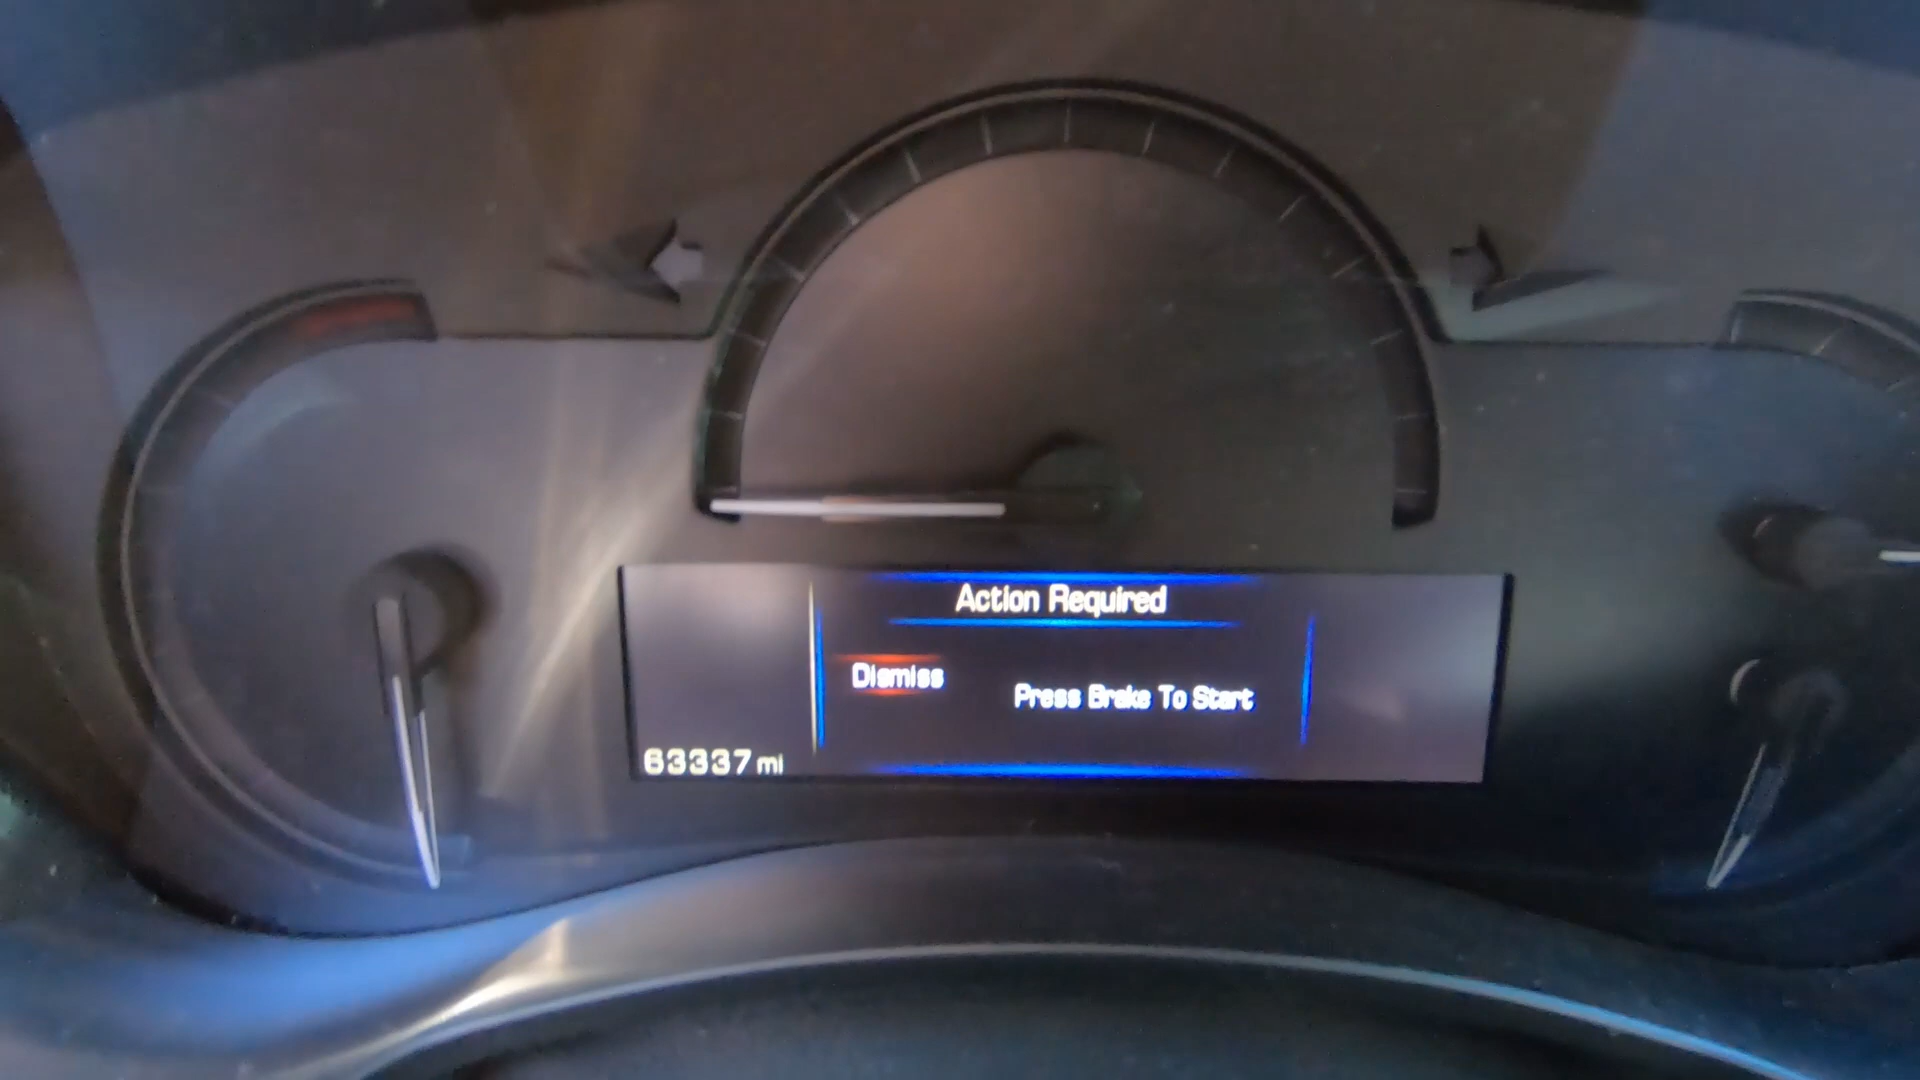 Action Required
Dismiss
Press Brake To Start
63337 mi